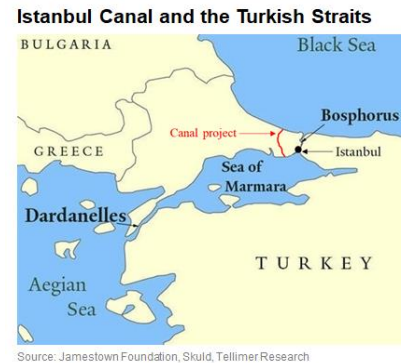 Istanbul Canal and the Turkish Straits
BULGARIA
Black Sea
Bosphorus
Canal project
GREECE
Istanbul
Sea of
Marmara
Dardanelles
TURKEY
Aegian
Sea
Source: Jamestown Foundation, Skuld, Tellimer Research